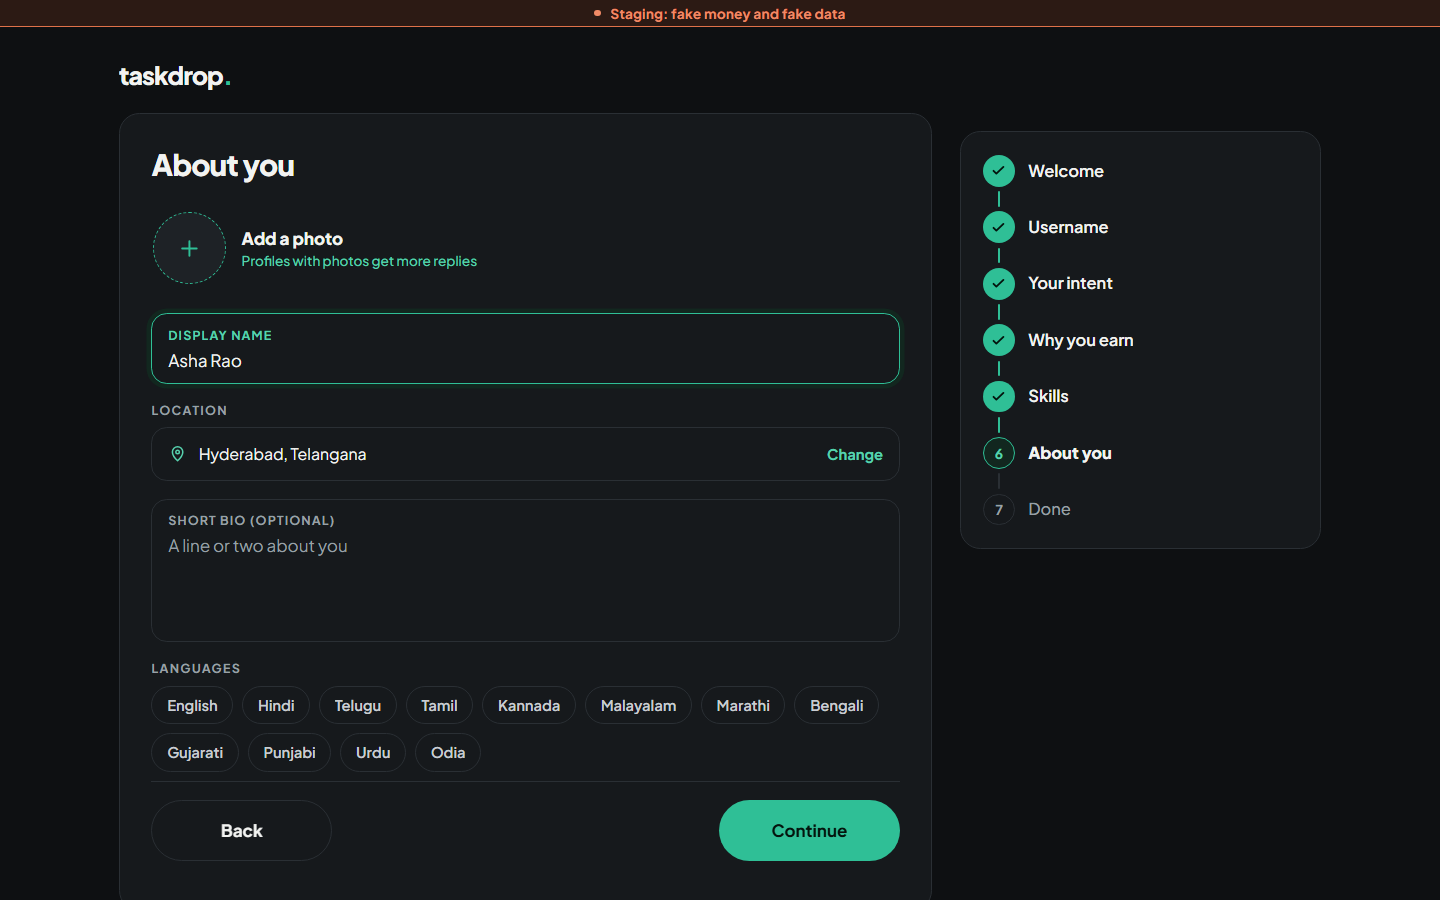 Staging: fake money and fake data
taskdrop.
About you
Add a photo
Profiles with photos get more replies
DISPLAY NAME
Asha Rao
LOCATION
Hyderabad, Telangana
Change
SHORT BIO (OPTIONAL)
A line or two about you
LANGUAGES
English Hindi Telugu Tamil Kannada Malayalam Marathi Bengali
Gujarati Punjabi Urdu Odia
Back Continue
Welcome
Username
Your intent
Why you earn
Skills
6 About you
7 Done